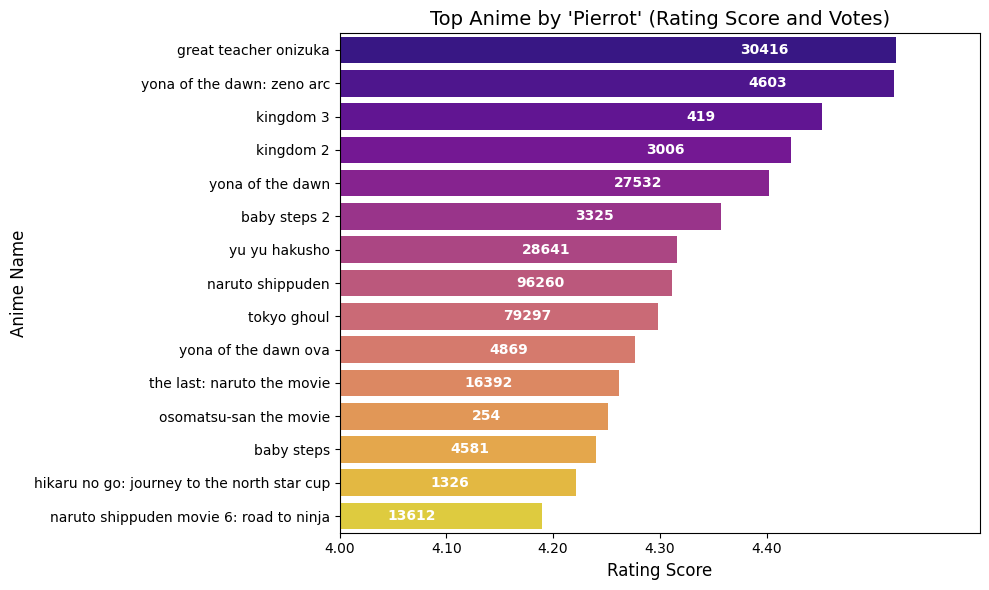 Top Anime by 'Pierrot' (Rating Score and Votes)
great teacher onizuka 30416
yona of the dawn: zeno arc 4603
kingdom 3 419
kingdom 2 3006
yona of the dawn 27532
baby steps 2 3325
yu yu hakusho 28641
naruto shippuden 96260
tokyo ghoul 79297
yona of the dawn ova 4869
the last: naruto the movie 16392
osomatsu-san the movie 254
baby steps 4581
hikaru no go: journey to the north star cup 1326
naruto shippuden movie 6: road to ninja 13612
4.00 4.10 4.20 4.30 4.40
Rating Score
Anime Name